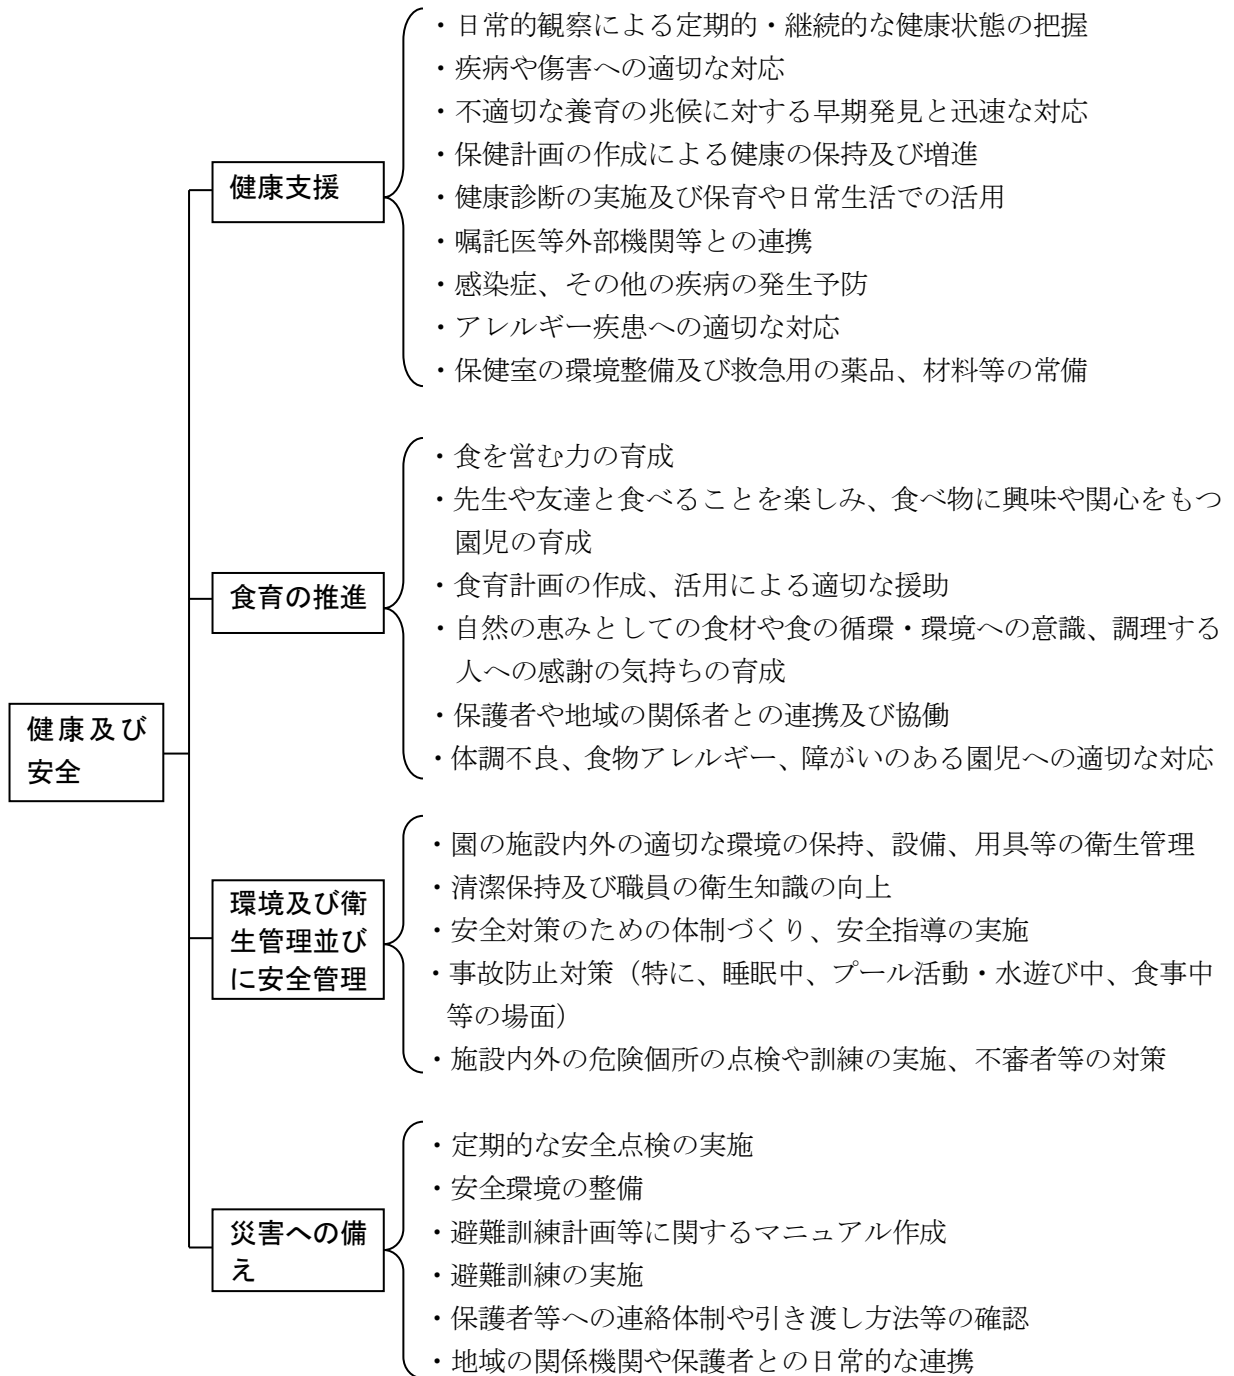 健康及び
安全
健康支援
・日常的観察による定期的・継続的な健康状態の把握
・疾病や傷害への適切な対応
・不適切な養育の兆候に対する早期発見と迅速な対応
・保健計画の作成による健康の保持及び増進
・健康診断の実施及び保育や日常生活での活用
・嘱託医等外部機関等との連携
・感染症、その他の疾病の発生予防
・アレルギー疾患への適切な対応
・保健室の環境整備及び救急用の薬品、材料等の常備
食育の推進
・食を営む力の育成
・先生や友達と食べることを楽しみ、食べ物に興味や関心をもつ
園児の育成
・食育計画の作成、活用による適切な援助
・自然の恵みとしての食材や食の循環・環境への意識、調理する
人への感謝の気持ちの育成
・保護者や地域の関係者との連携及び協働
・体調不良、食物アレルギー、障がいのある園児への適切な対応
環境及び衛
生管理並び
に安全管理
・園の施設内外の適切な環境の保持、設備、用具等の衛生管理
・清潔保持及び職員の衛生知識の向上
・安全対策のための体制づくり、安全指導の実施
・事故防止対策（特に、睡眠中、プール活動・水遊び中、食事中
等の場面）
・施設内外の危険個所の点検や訓練の実施、不審者等の対策
災害への備
え
・定期的な安全点検の実施
・安全環境の整備
・避難訓練計画等に関するマニュアル作成
・避難訓練の実施
・保護者等への連絡体制や引き渡し方法等の確認
・地域の関係機関や保護者との日常的な連携